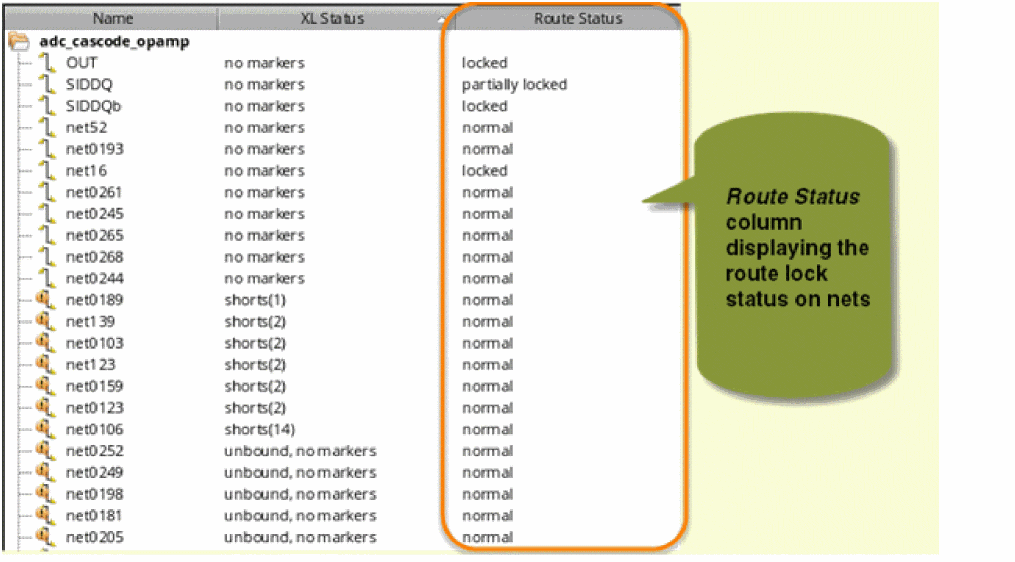 Name XL Status Route Status
adc_cascode_opamp
OUT no markers locked
SIDDQ no markers partially locked
SIDDQb no markers locked
net52 no markers normal
net0193 no markers normal
net16 no markers locked
net0261 no markers normal
net0245 no markers normal
net0265 no markers normal
net0268 no markers normal
net0244 no markers normal
net0189 shorts(1) normal
net139 shorts(2) normal
net0103 shorts(2) normal
net123 shorts(2) normal
net0159 shorts(2) normal
net0123 shorts(2) normal
net0106 shorts(14) normal
net0252 unbound, no markers normal
net0249 unbound, no markers normal
net0198 unbound, no markers normal
net0181 unbound, no markers normal
net0205 unbound, no markers normal
Route Status
column
displaying the
route lock
status on nets